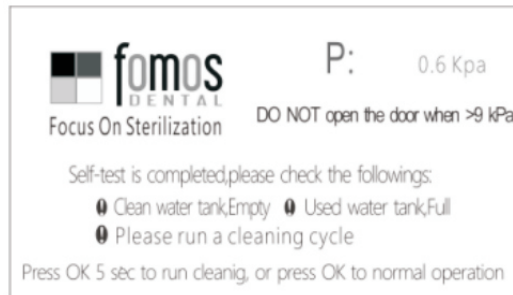 fomos
DENTAL
Focus On Sterilization
P: 0.6 Kpa
DO NOT open the door when >9 kPa
Self-test is completed,please check the followings:
Clean water tank,Empty Used water tank,Full
Please run a cleaning cycle
Press OK 5 sec to run cleanig, or press OK to normal operation